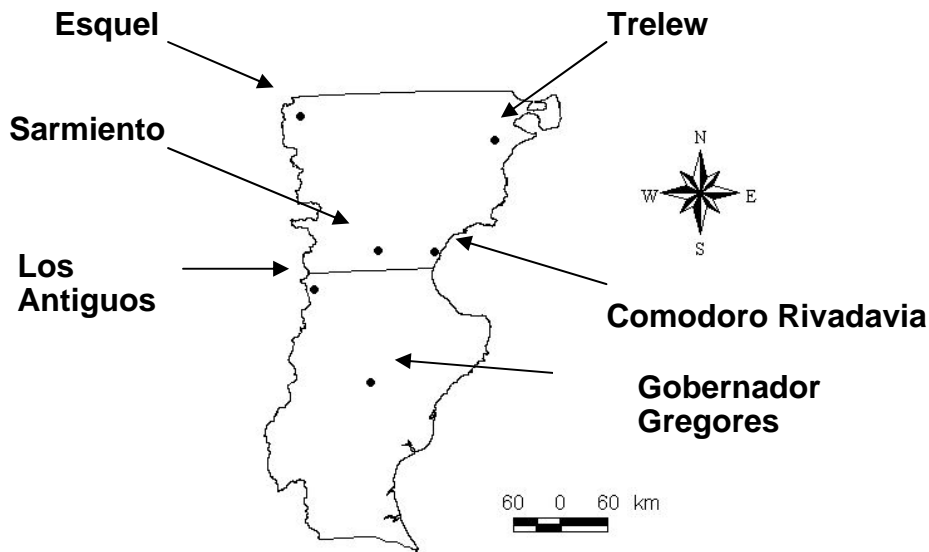 Esquel
Trelew
Sarmiento
N
W E
S
Los
Antiguos
Comodoro Rivadavia
Gobernador
Gregores
60 0 60 km